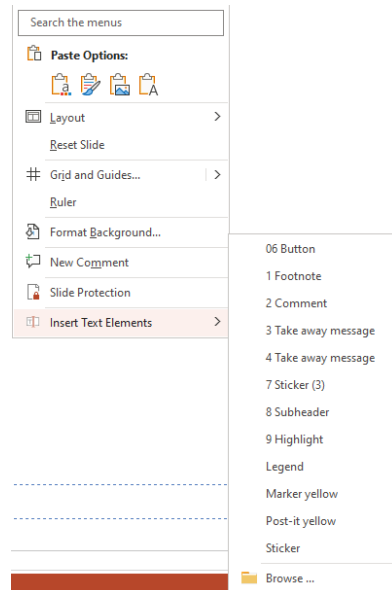 Search the menus
Paste Options:
Layout
Reset Slide
Grid and Guides...
Ruler
Format Background...
New Comment
Slide Protection
Insert Text Elements
06 Button
1 Footnote
2 Comment
3 Take away message
4 Take away message
7 Sticker (3)
8 Subheader
9 Highlight
Legend
Marker yellow
Post-it yellow
Sticker
Browse ...